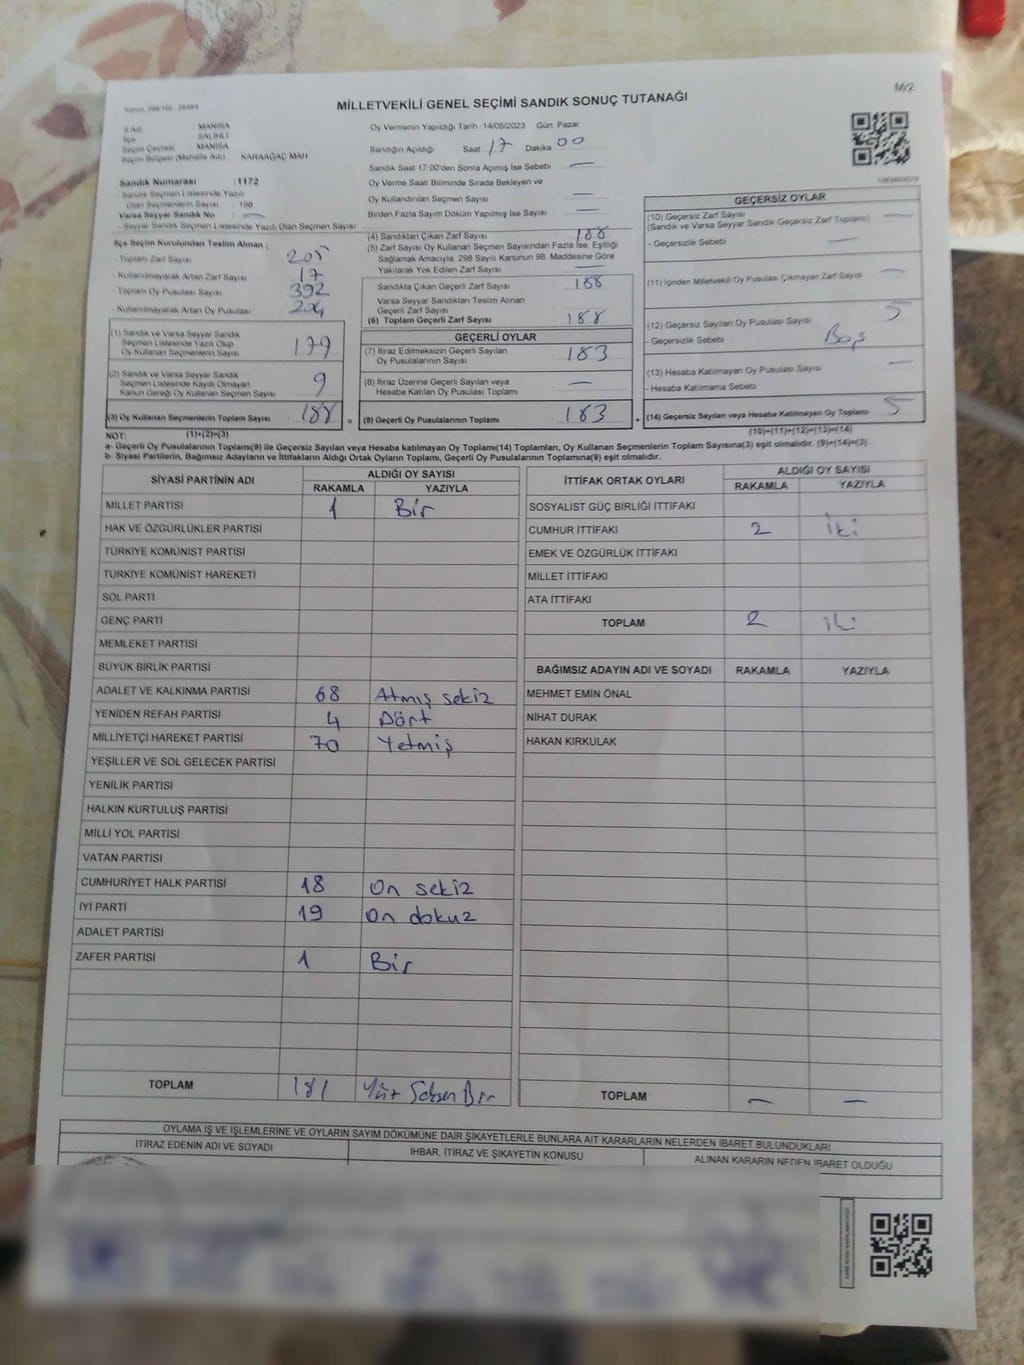 M/2
MİLLETVEKİLİ GENEL SEÇİMİ SANDIK SONUÇ TUTANAĞI
İl Adı : MANİSA
İlçe : SALİHLİ
Seçim Çevresi : MANİSA
Seçim Bölgesi (Mahalle Adı) : KARAAĞAÇ MAH
Sandık Numarası : 1172
- Sandık Seçmen Listesinde Yazılı
Olan Seçmenlerin Sayısı :
Varsa Seyyar Sandık No : —
- Seyyar Sandık Seçmen Listesinde Yazılı Olan Seçmen Sayısı
İlçe Seçim Kurulundan Teslim Alınan :
- Toplam Zarf Sayısı 205
- Kullanılmayarak Artan Zarf Sayısı 17
- Toplam Oy Pusulası Sayısı 392
- Kullanılmayarak Artan Oy Pusulası 204
(1) Sandık ve Varsa Seyyar Sandık
Seçmen Listesinde Yazılı Olup
Oy Kullanan Seçmenlerin Sayısı 179
(2) Sandık ve Varsa Seyyar Sandık
Seçmen Listesinde Kayıtlı Olmayan
Kanun Gereği Oy Kullanan Seçmen Sayısı 9
(3) Oy Kullanan Seçmenlerin Toplam Sayısı 188
Oy Vermenin Yapıldığı Tarih :14/05/2023 Gün: Pazar
Sandığın Açıldığı Saat 17 Dakika 00
Sandık Saat 17:00'den Sonra Açılmış İse Sebebi —
Oy Verme Saati Bitiminde Sırada Bekleyen ve
Oy Kullandırılan Seçmen Sayısı —
Birden Fazla Sayım Döküm Yapılmış İse Sayısı —
(4) Sandıktan Çıkan Zarf Sayısı 188
(5) Zarf Sayısı Oy Kullanan Seçmen Sayısından Fazla İse, Eşitliği
Sağlamak Amacıyla, 298 Sayılı Kanunun 98. Maddesine Göre
Yakılarak Yok Edilen Zarf Sayısı —
Sandıkta Çıkan Geçerli Zarf Sayısı 188
Varsa Seyyar Sandıktan Teslim Alınan
Geçerli Zarf Sayısı
(6) Toplam Geçerli Zarf Sayısı 188
GEÇERLİ OYLAR
(7) İtiraz Edilmeksizin Geçerli Sayılan
Oy Pusulalarının Sayısı 183
(8) İtiraz Üzerine Geçerli Sayılan veya
Hesaba Katılan Oy Pusulası Toplamı —
= (9) Geçerli Oy Pusulalarının Toplamı 183
GEÇERSİZ OYLAR
(10) Geçersiz Zarf Sayısı
(Sandık ve Varsa Seyyar Sandık Geçersiz Zarf Toplamı) —
- Geçersizlik Sebebi —
(11) İçinden Milletvekili Oy Pusulası Çıkmayan Zarf Sayısı —
(12) Geçersiz Sayılan Oy Pusulası Sayısı 5
- Geçersizlik Sebebi Boş
(13) Hesaba Katılmayan Oy Pusulası Sayısı —
- Hesaba Katılmama Sebebi
+ (14) Geçersiz Sayılan veya Hesaba Katılmayan Oy Toplamı 5
NOT: (1)+(2)=(3) (10)+(11)+(12)+(13)=(14)
a- Geçerli Oy Pusulalarının Toplamı(9) ile Geçersiz Sayılan veya Hesaba katılmayan Oy Toplamı(14) Toplamları, Oy Kullanan Seçmenlerin Toplam Sayısına(3) eşit olmalıdır. (9)+(14)=(3)
b- Siyasi Partilerin, Bağımsız Adayların ve İttifakların Aldığı Ortak Oyların Toplamı, Geçerli Oy Pusulalarının Toplamına(9) eşit olmalıdır.
SİYASİ PARTİNİN ADI ALDIĞI OY SAYISI
RAKAMLA YAZIYLA
MİLLET PARTİSİ 1 Bir
HAK VE ÖZGÜRLÜKLER PARTİSİ
TÜRKİYE KOMÜNİST PARTİSİ
TÜRKİYE KOMÜNİST HAREKETİ
SOL PARTİ
GENÇ PARTİ
MEMLEKET PARTİSİ
BÜYÜK BİRLİK PARTİSİ
ADALET VE KALKINMA PARTİSİ 68 Atmış sekiz
YENİDEN REFAH PARTİSİ 4 Dört
MİLLİYETÇİ HAREKET PARTİSİ 70 Yetmiş
YEŞİLLER VE SOL GELECEK PARTİSİ
YENİLİK PARTİSİ
HALKIN KURTULUŞ PARTİSİ
MİLLİ YOL PARTİSİ
VATAN PARTİSİ
CUMHURİYET HALK PARTİSİ 18 On sekiz
İYİ PARTİ 19 On dokuz
ADALET PARTİSİ
ZAFER PARTİSİ 1 Bir
TOPLAM 181 Yüz Seksen Bir
İTTİFAK ORTAK OYLARI ALDIĞI OY SAYISI
RAKAMLA YAZIYLA
SOSYALİST GÜÇ BİRLİĞİ İTTİFAKI
CUMHUR İTTİFAKI 2 İki
EMEK VE ÖZGÜRLÜK İTTİFAKI
MİLLET İTTİFAKI
ATA İTTİFAKI
TOPLAM 2 iki
BAĞIMSIZ ADAYIN ADI VE SOYADI RAKAMLA YAZIYLA
MEHMET EMİN ÖNAL
NİHAT DURAK
HAKAN KIRKULAK
TOPLAM — —
OYLAMA İŞ VE İŞLEMLERİNE VE OYLARIN SAYIM DÖKÜMÜNE DAİR ŞİKAYETLERLE BUNLARA AİT KARARLARIN NELERDEN İBARET BULUNDUKLARI
İTİRAZ EDENİN ADI VE SOYADI İHBAR, İTİRAZ VE ŞİKAYETİN KONUSU ALINAN KARARIN NEDEN İBARET OLDUĞU